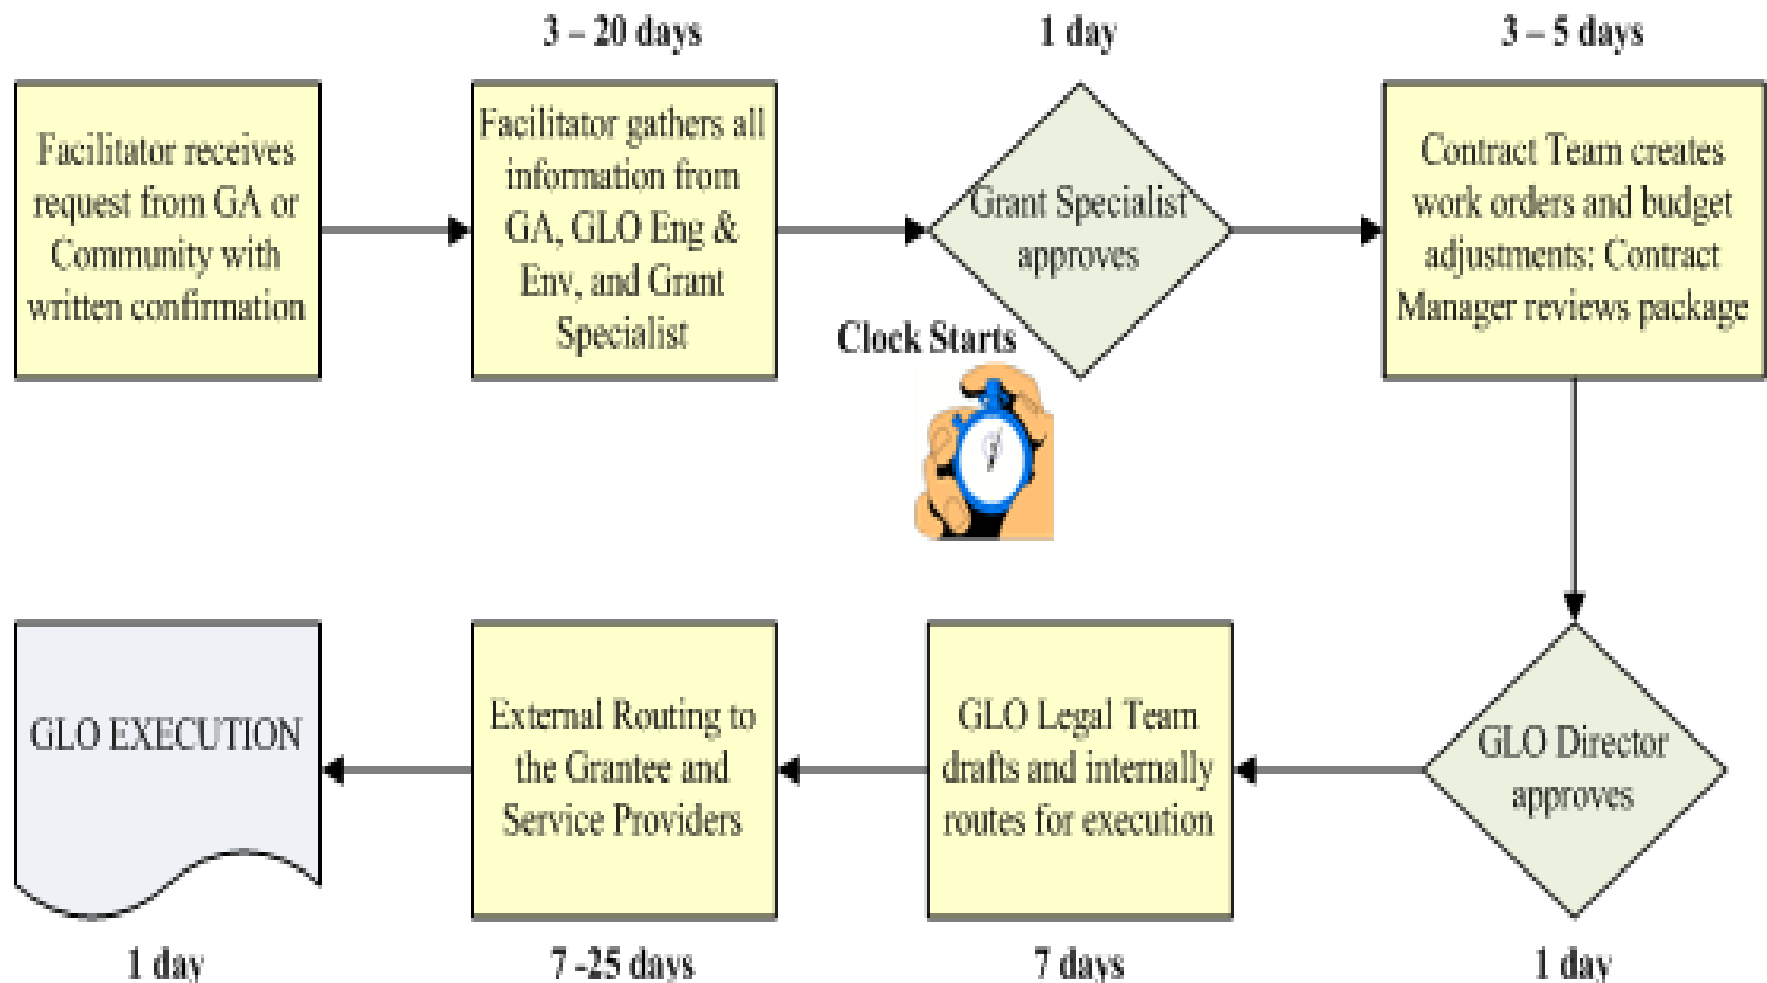 3 – 20 days
1 day
3 – 5 days
Facilitator receives
request from GA or
Community with
written confirmation
Facilitator gathers all
information from
GA, GLO Eng &
Env, and Grant
Specialist
Grant Specialist
approves
Contract Team creates
work orders and budget
adjustments: Contract
Manager reviews package
Clock Starts
GLO EXECUTION
External Routing to
the Grantee and
Service Providers
GLO Legal Team
drafts and internally
routes for execution
GLO Director
approves
1 day
7 -25 days
7 days
1 day